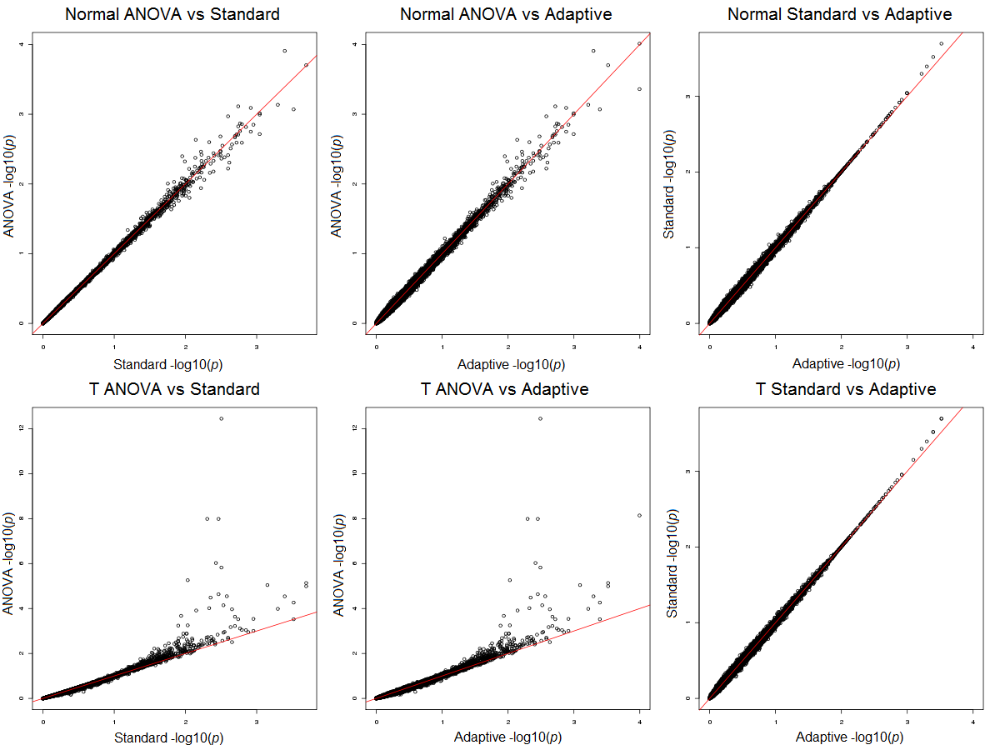 Normal ANOVA vs Standard
ANOVA -log10(p)
4
3
2
1
0
0 1 2 3
Standard -log10(p)
Normal ANOVA vs Adaptive
ANOVA -log10(p)
4
3
2
1
0
0 1 2 3 4
Adaptive -log10(p)
Normal Standard vs Adaptive
Standard -log10(p)
3
2
1
0
0 1 2 3 4
Adaptive -log10(p)
T ANOVA vs Standard
ANOVA -log10(p)
12
10
8
6
4
2
0
0 1 2 3
Standard -log10(p)
T ANOVA vs Adaptive
ANOVA -log10(p)
12
10
8
6
4
2
0
0 1 2 3 4
Adaptive -log10(p)
T Standard vs Adaptive
Standard -log10(p)
3
2
1
0
0 1 2 3 4
Adaptive -log10(p)